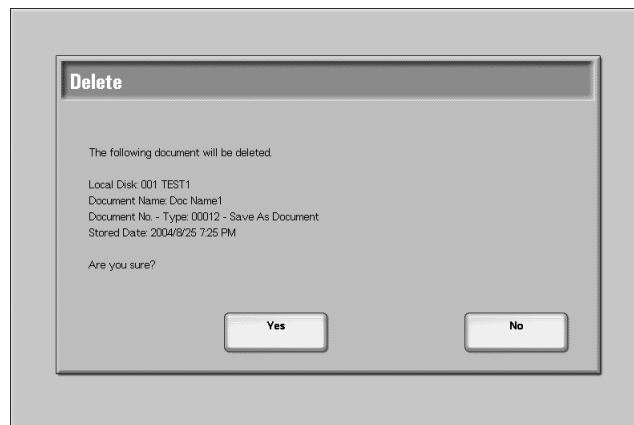 Delete
The following document will be deleted.
Local Disk: 001 TEST1
Document Name: Doc Name1
Document No. - Type: 00012 - Save As Document
Stored Date: 2004/8/25 7:25 PM
Are you sure?
Yes
No